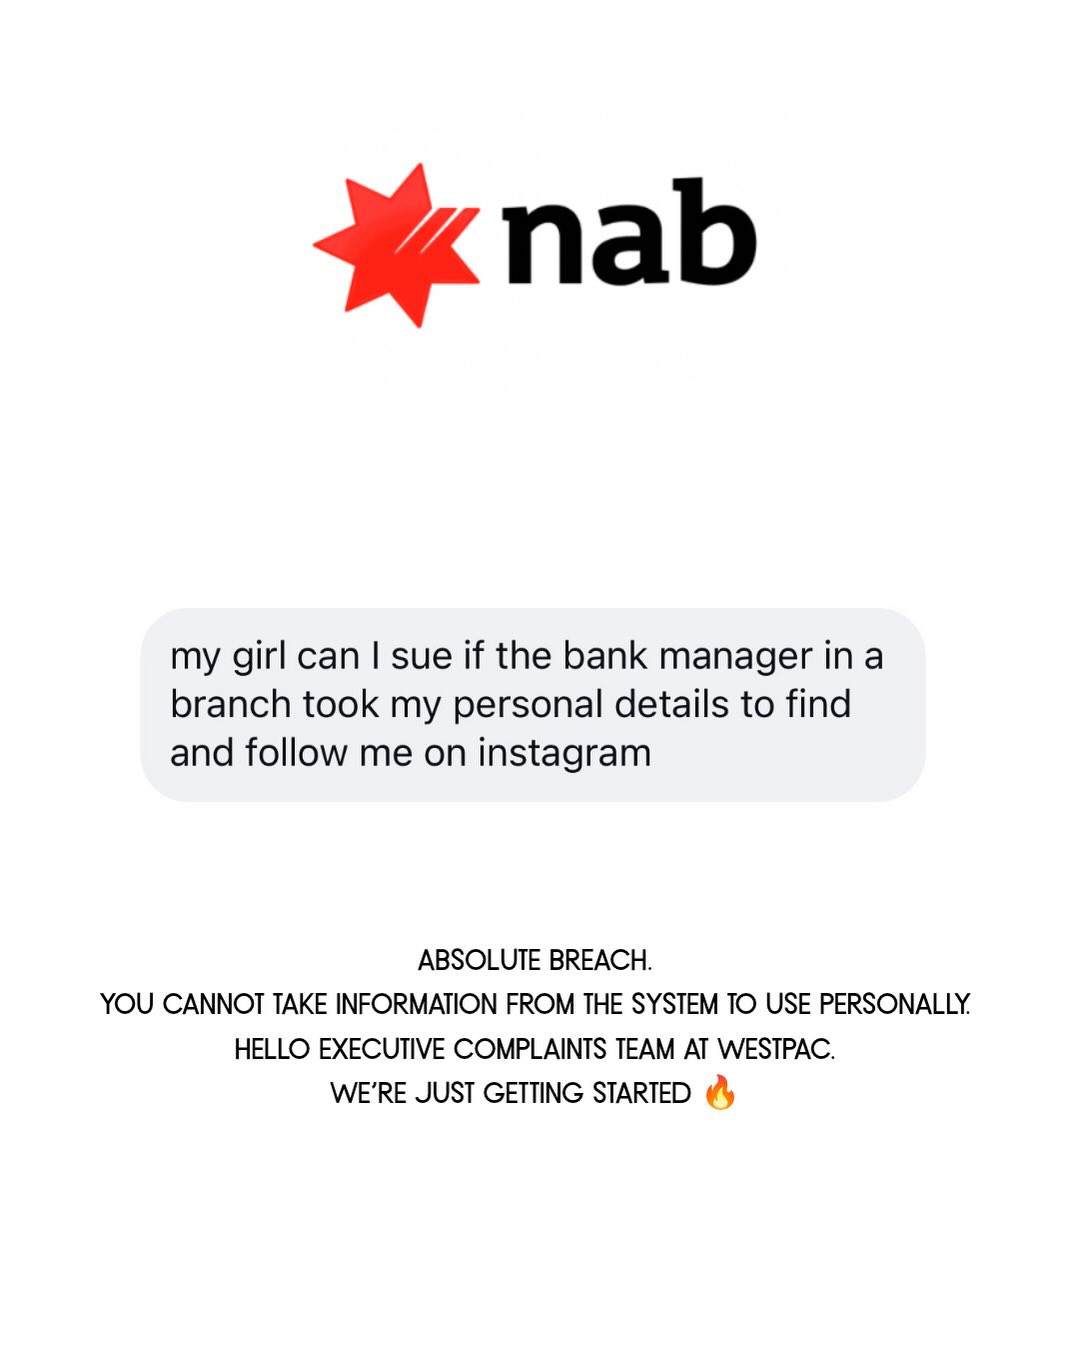 nab
my girl can I sue if the bank manager in a
branch took my personal details to find
and follow me on instagram
ABSOLUTE BREACH.
YOU CANNOT TAKE INFORMATION FROM THE SYSTEM TO USE PERSONALLY.
HELLO EXECUTIVE COMPLAINTS TEAM AT WESTPAC.
WE'RE JUST GETTING STARTED 🔥